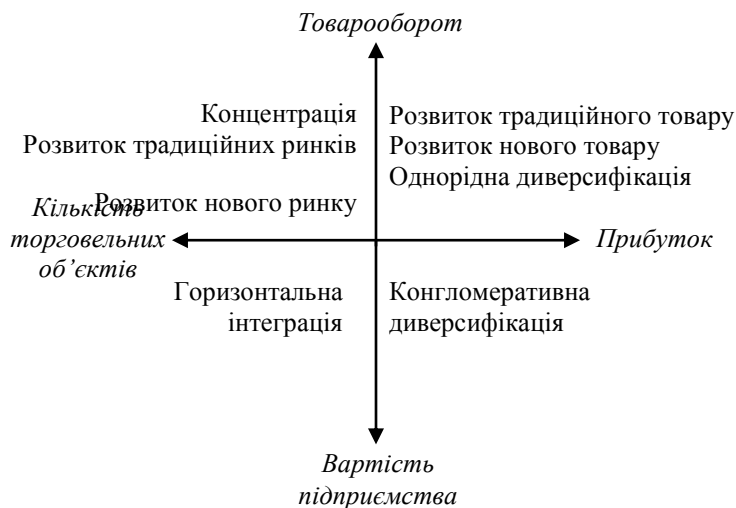 Товарооборот
Концентрація
Розвиток традиційних ринків
Розвиток нового ринку
Розвиток традиційного товару
Розвиток нового товару
Однорідна диверсифікація
Кількість
торговельних
об’єктів
Прибуток
Горизонтальна
інтеграція
Конгломеративна
диверсифікація
Вартість
підприємства